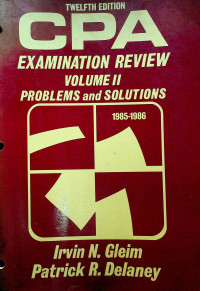 TWELFTH EDITION
CPA
EXAMINATION REVIEW
VOLUME II
PROBLEMS and SOLUTIONS
1985-1986
Irvin N. Gleim
Patrick R. Delaney